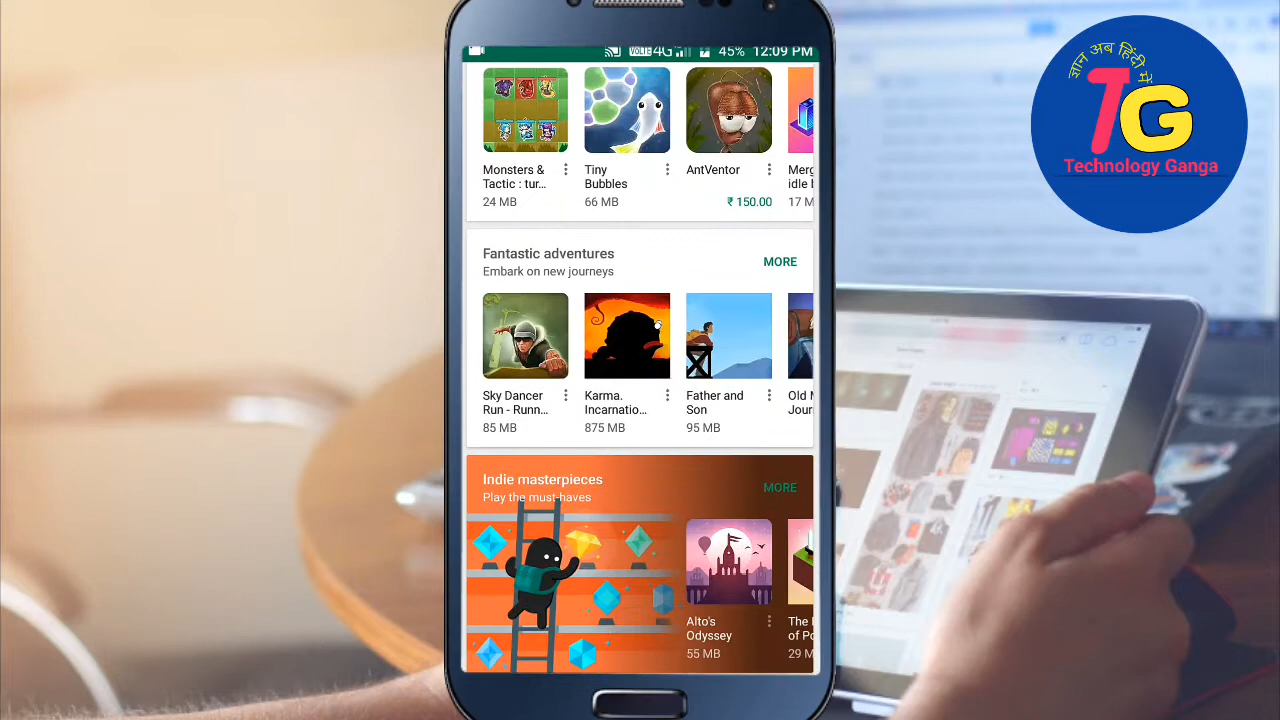 VOLTE 4G 45% 12:09 PM
ज्ञान अब हिंदी में
TG
Technology Ganga
Monsters &
Tactic : tur...
24 MB
Tiny
Bubbles
66 MB
AntVentor
₹ 150.00
Merg
idle b
17 M
Fantastic adventures
Embark on new journeys
MORE
Sky Dancer
Run - Runn...
85 MB
Karma.
Incarnatio...
875 MB
Father and
Son
95 MB
Old M
Jour
Indie masterpieces
Play the must-haves
MORE
Alto's
Odyssey
55 MB
The
of Po
29 M